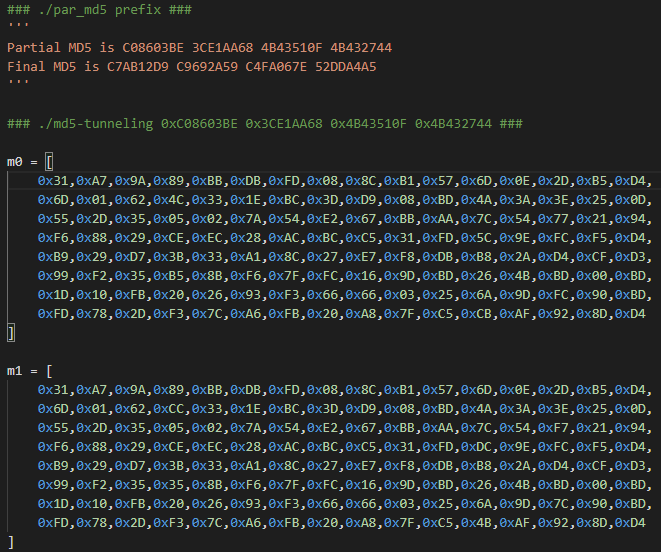 ### ./par_md5 prefix ###
'''
Partial MD5 is C08603BE 3CE1AA68 4B43510F 4B432744
Final MD5 is C7AB12D9 C9692A59 C4FA067E 52DDA4A5
'''
### ./md5-tunneling 0xC08603BE 0x3CE1AA68 0x4B43510F 0x4B432744 ###
m0 = [
0x31,0xA7,0x9A,0x89,0xBB,0xDB,0xFD,0x08,0x8C,0xB1,0x57,0x6D,0x0E,0x2D,0xB5,0xD4,
0x6D,0x01,0x62,0x4C,0x33,0x1E,0xBC,0x3D,0xD9,0x08,0xBD,0x4A,0x3A,0x3E,0x25,0x0D,
0x55,0x2D,0x35,0x05,0x02,0x7A,0x54,0xE2,0x67,0xBB,0xAA,0x7C,0x54,0x77,0x21,0x94,
0xF6,0x88,0x29,0xCE,0xEC,0x28,0xAC,0xBC,0xC5,0x31,0xFD,0x5C,0x9E,0xFC,0xF5,0xD4,
0xB9,0x29,0xD7,0x3B,0x33,0xA1,0x8C,0x27,0xE7,0xF8,0xDB,0xB8,0x2A,0xD4,0xCF,0xD3,
0x99,0xF2,0x35,0xB5,0x8B,0xF6,0x7F,0xFC,0x16,0x9D,0xBD,0x26,0x4B,0xBD,0x00,0xBD,
0x1D,0x10,0xFB,0x20,0x26,0x93,0xF3,0x66,0x66,0x03,0x25,0x6A,0x9D,0xFC,0x90,0xBD,
0xFD,0x78,0x2D,0xF3,0x7C,0xA6,0xFB,0x20,0xA8,0x7F,0xC5,0xCB,0xAF,0x92,0x8D,0xD4
]
m1 = [
0x31,0xA7,0x9A,0x89,0xBB,0xDB,0xFD,0x08,0x8C,0xB1,0x57,0x6D,0x0E,0x2D,0xB5,0xD4,
0x6D,0x01,0x62,0xCC,0x33,0x1E,0xBC,0x3D,0xD9,0x08,0xBD,0x4A,0x3A,0x3E,0x25,0x0D,
0x55,0x2D,0x35,0x05,0x02,0x7A,0x54,0xE2,0x67,0xBB,0xAA,0x7C,0x54,0xF7,0x21,0x94,
0xF6,0x88,0x29,0xCE,0xEC,0x28,0xAC,0xBC,0xC5,0x31,0xFD,0xDC,0x9E,0xFC,0xF5,0xD4,
0xB9,0x29,0xD7,0x3B,0x33,0xA1,0x8C,0x27,0xE7,0xF8,0xDB,0xB8,0x2A,0xD4,0xCF,0xD3,
0x99,0xF2,0x35,0x35,0x8B,0xF6,0x7F,0xFC,0x16,0x9D,0xBD,0x26,0x4B,0xBD,0x00,0xBD,
0x1D,0x10,0xFB,0x20,0x26,0x93,0xF3,0x66,0x66,0x03,0x25,0x6A,0x9D,0x7C,0x90,0xBD,
0xFD,0x78,0x2D,0xF3,0x7C,0xA6,0xFB,0x20,0xA8,0x7F,0xC5,0x4B,0xAF,0x92,0x8D,0xD4
]